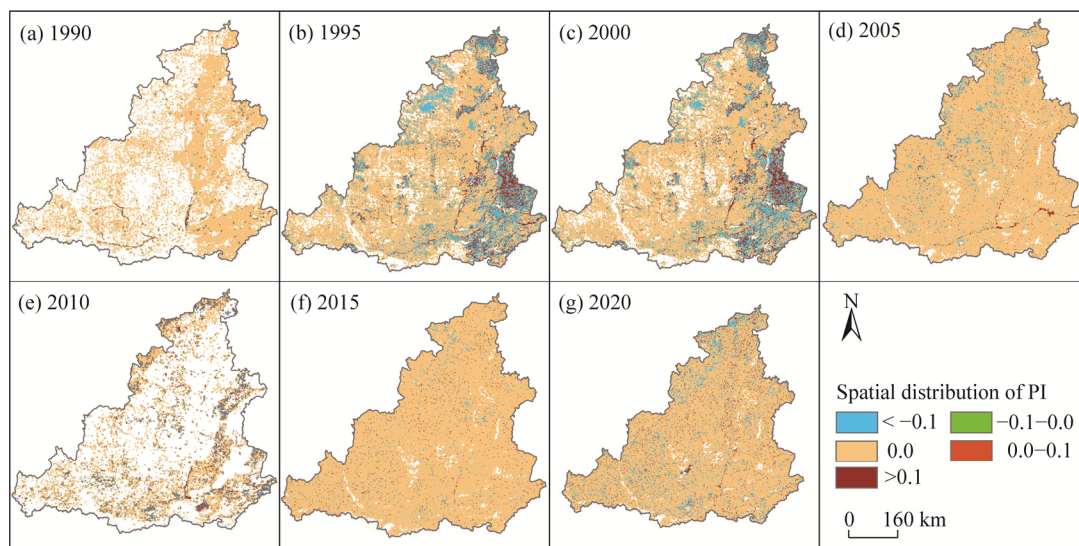 (a) 1990
(b) 1995
(c) 2000
(d) 2005
(e) 2010
(f) 2015
(g) 2020
N
Spatial distribution of PI
< −0.1
−0.1–0.0
0.0
0.0–0.1
>0.1
0 160 km